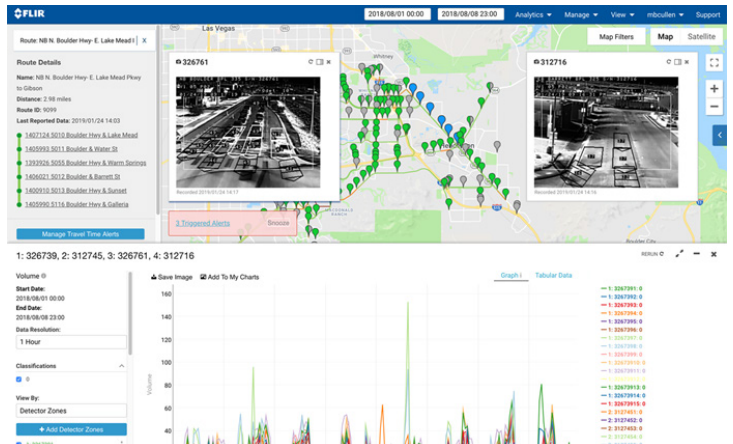 FLIR
2018/08/01 00:00
2018/08/08 23:00
Analytics
Manage
View
mbcullen
Support
Route: NB N. Boulder Hwy- E. Lake Mead
X
Las Vegas
Map Filters
Map
Satellite
Route Details
Name: NB N. Boulder Hwy- E. Lake Mead Pkwy
to Gibson
Distance: 2.98 miles
Route ID: 9099
Last Reported Data: 2019/01/24 14:03
1407124 5010 Boulder Hwy & Lake Mead
1405993 5011 Boulder & Water St
1393926 5055 Boulder Hwy & Warm Springs
1406021 5012 Boulder & Barnett St
1400910 5013 Boulder Hwy & Sunset
1405990 5116 Boulder Hwy & Galleria
Manage Travel Time Alerts
326761
Recorded 2019/01/24 14:17
Whitney
312716
Recorded 2019/01/24 14:16
3 Triggered Alerts
Snooze
Boulder City
1: 326739, 2: 312745, 3: 326761, 4: 312716
RERUN
Volume
Start Date:
2018/08/01 00:00
End Date:
2018/08/08 23:00
Data Resolution:
1 Hour
Classifications
0
View By:
Detector Zones
+ Add Detector Zones
Save Image
Add To My Charts
Graph
Tabular Data
Volume
160
140
120
100
80
60
40
1: 3267391: 0
1: 3267392: 0
1: 3267393: 0
1: 3267394: 0
1: 3267395: 0
1: 3267396: 0
1: 3267397: 0
1: 3267398: 0
1: 3267399: 0
1: 32673910: 0
1: 32673911: 0
1: 32673913: 0
1: 32673914: 0
1: 32673915: 0
2: 3127451: 0
2: 3127452: 0
2: 3127453: 0
2: 3127454: 0